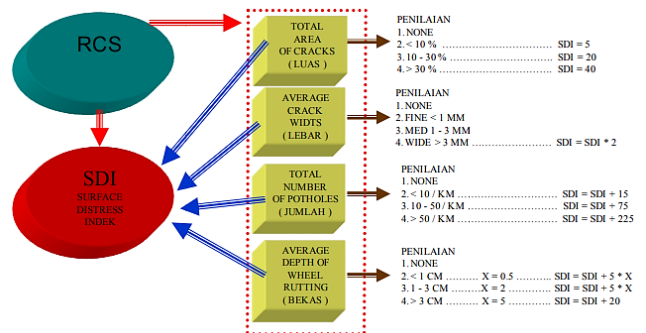 RCS
SDI
SURFACE
DISTRESS
INDEK
TOTAL
AREA
OF CRACKS
( LUAS )
PENILAIAN
1. NONE
2. < 10 % ........................................ SDI = 5
3. 10 - 30% ..................................... SDI = 20
4. > 30 % ........................................ SDI = 40
AVERAGE
CRACK
WIDTS
( LEBAR )
PENILAIAN
1. NONE
2. FINE < 1 MM
3. MED 1 - 3 MM
4. WIDE > 3 MM ........................ SDI = SDI * 2
TOTAL
NUMBER
OF POTHOLES
( JUMLAH )
PENILAIAN
1. NONE
2. < 10 / KM ................................. SDI = SDI + 15
3. 10 - 50 / KM ............................ SDI = SDI + 75
4. > 50 / KM ................................. SDI = SDI + 225
AVERAGE
DEPTH OF
WHEEL
RUTTING
( BEKAS )
PENILAIAN
1. NONE
2. < 1 CM .......... X = 0.5 ........... SDI = SDI + 5 * X
3. 1 - 3 CM.......... X = 2 ............. SDI = SDI + 5 * X
4. > 3 CM ........... X = 5 ............. SDI = SDI + 20